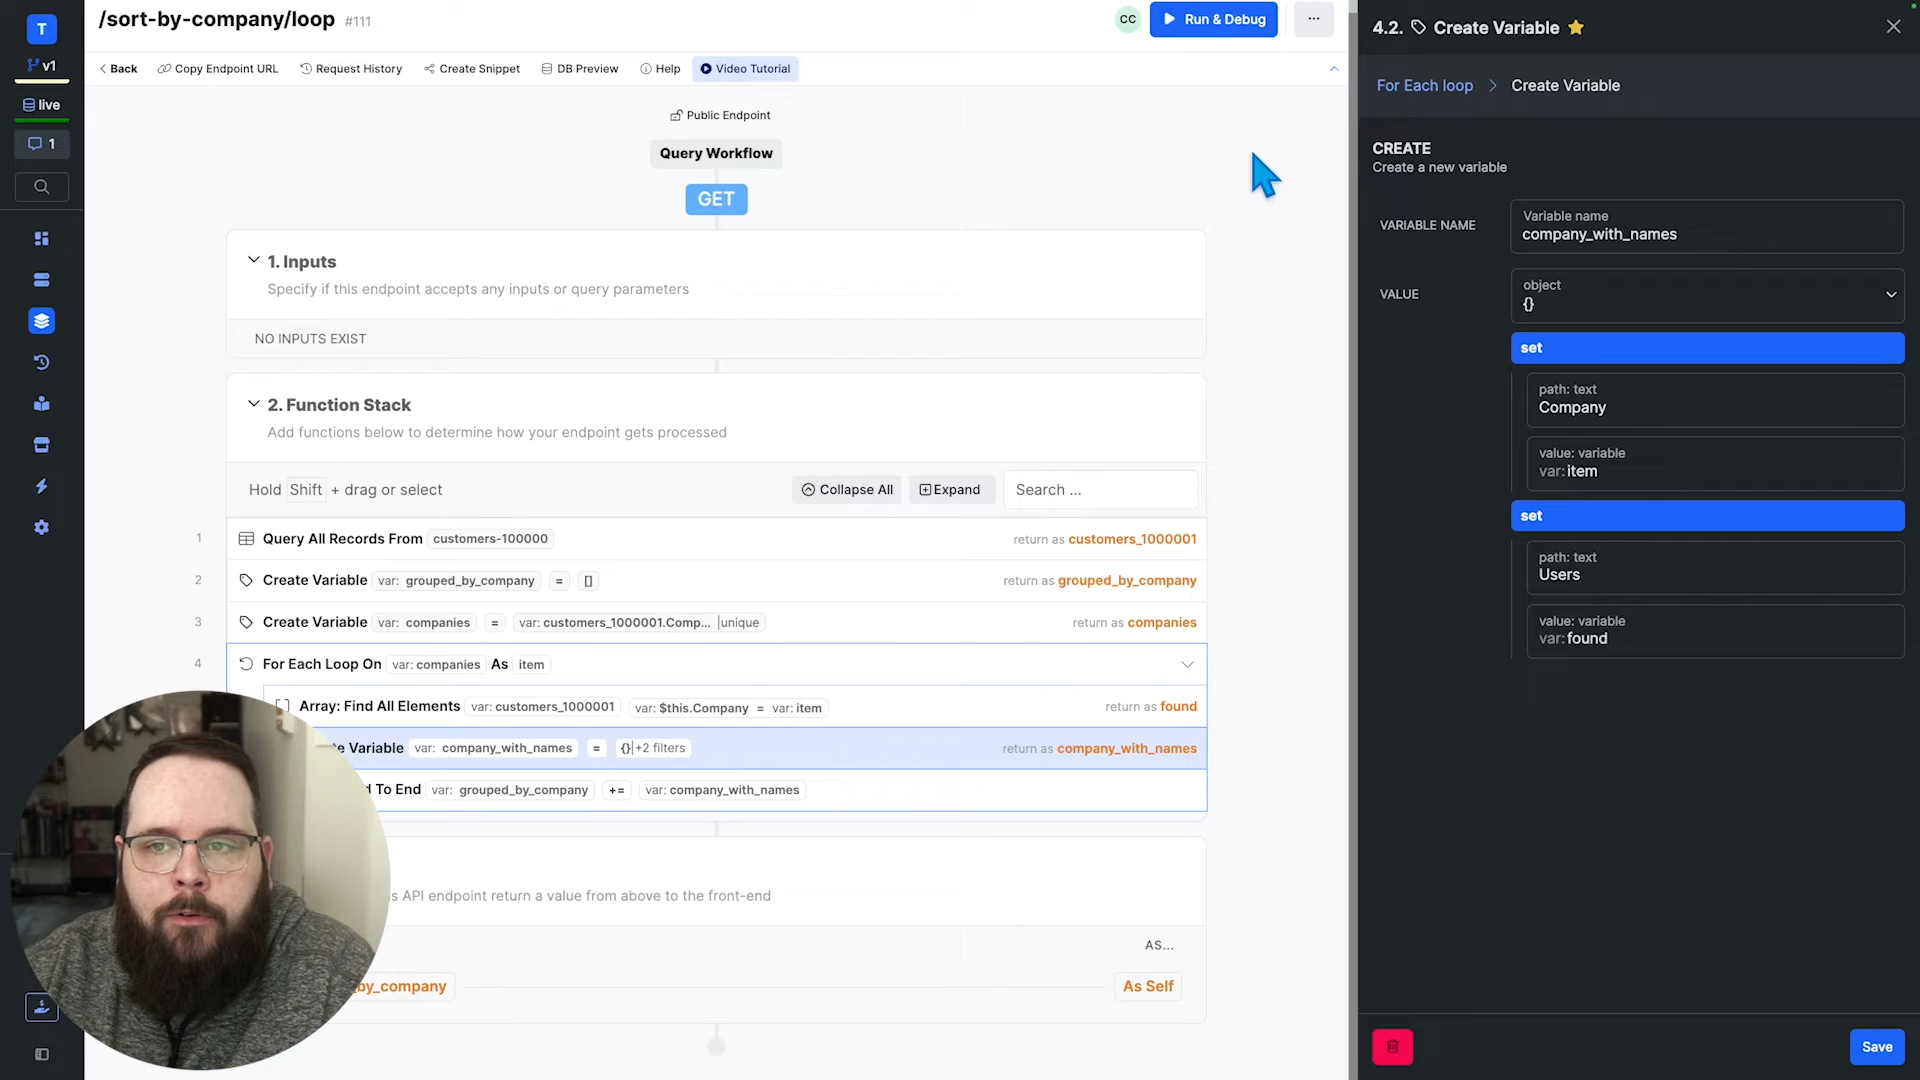 T
/sort-by-company/loop #111
CC
Run & Debug
...
v1
live
1
Back
Copy Endpoint URL
Request History
Create Snippet
DB Preview
Help
Video Tutorial
Public Endpoint
Query Workflow
GET
1. Inputs
Specify if this endpoint accepts any inputs or query parameters
NO INPUTS EXIST
2. Function Stack
Add functions below to determine how your endpoint gets processed
Hold Shift + drag or select
Collapse All
Expand
Search ...
1 Query All Records From customers-100000 return as customers_1000001
2 Create Variable var: grouped_by_company = [] return as grouped_by_company
3 Create Variable var: companies = var: customers_1000001.Comp... |unique return as companies
4 For Each Loop On var: companies As item
Array: Find All Elements var: customers_1000001 var: $this.Company = var: item return as found
e Variable var: company_with_names = {}|+2 filters return as company_with_names
d To End var: grouped_by_company += var: company_with_names
s API endpoint return a value from above to the front-end
AS...
by_company
As Self
4.2. Create Variable
For Each loop > Create Variable
CREATE
Create a new variable
VARIABLE NAME
Variable name
company_with_names
VALUE
object
{}
set
path: text
Company
value: variable
var: item
set
path: text
Users
value: variable
var: found
Save